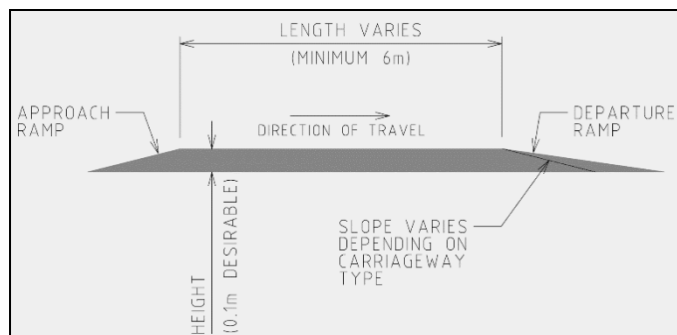 LENGTH VARIES
(MINIMUM 6m)
APPROACH
RAMP
DIRECTION OF TRAVEL
DEPARTURE
RAMP
HEIGHT
(0.1m DESIRABLE)
SLOPE VARIES
DEPENDING ON
CARRIAGEWAY
TYPE